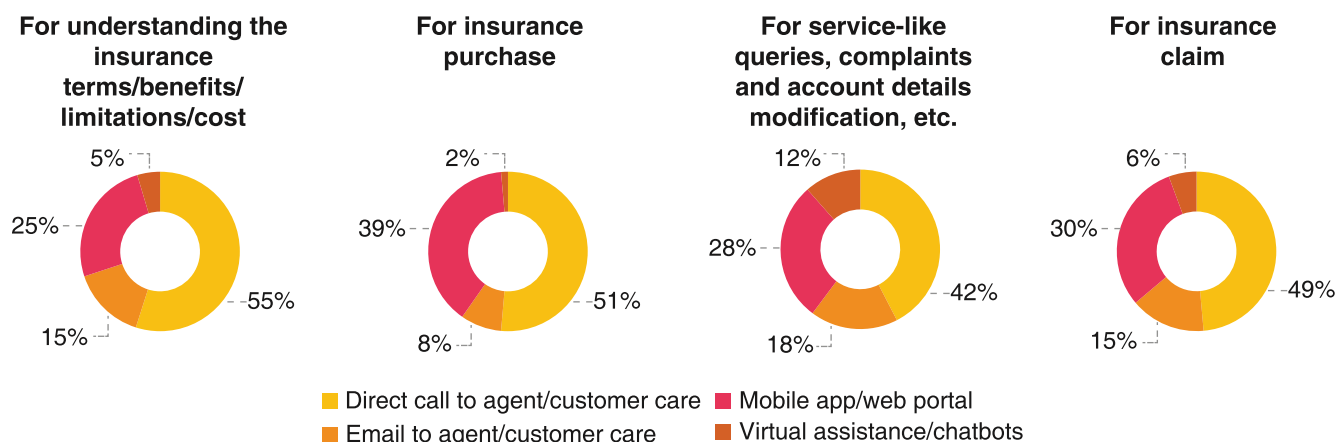 For understanding the
insurance
terms/benefits/
limitations/cost
5%
25%
55%
15%
For insurance
purchase
2%
39%
51%
8%
For service-like
queries, complaints
and account details
modification, etc.
12%
28%
42%
18%
For insurance
claim
6%
30%
49%
15%
Direct call to agent/customer care
Email to agent/customer care
Mobile app/web portal
Virtual assistance/chatbots